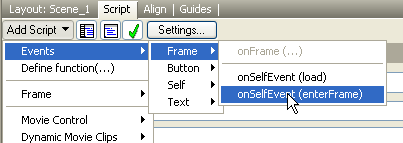 Layout: Scene_1 Script Align Guides
Add Script Settings...
Events Frame onFrame (...)
Define function(...) Button onSelfEvent (load)
Frame Self onSelfEvent (enterFrame)
Text
Movie Control
Dynamic Movie Clips